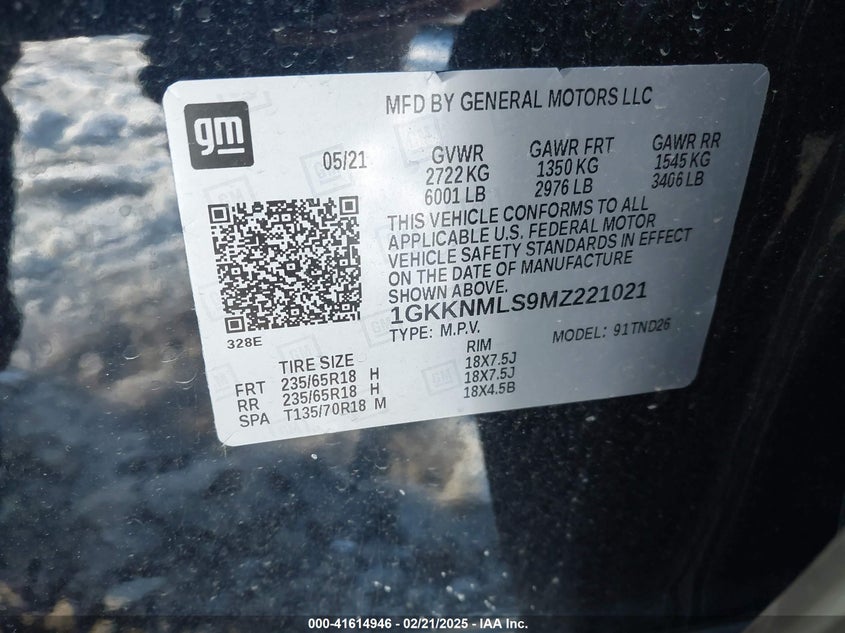 gm
MFD BY GENERAL MOTORS LLC
05/21
GVWR
2722 KG
6001 LB
GAWR FRT
1350 KG
2976 LB
GAWR RR
1545 KG
3406 LB
THIS VEHICLE CONFORMS TO ALL
APPLICABLE U.S. FEDERAL MOTOR
VEHICLE SAFETY STANDARDS IN EFFECT
ON THE DATE OF MANUFACTURE
SHOWN ABOVE.
1GKKNMLS9MZ221021
TYPE: M.P.V.
MODEL: 91TND26
328E
TIRE SIZE
RIM
FRT 235/65R18 H 18X7.5J
RR 235/65R18 H 18X7.5J
SPA T135/70R18 M 18X4.5B
000-41614946 - 02/21/2025 - IAA Inc.